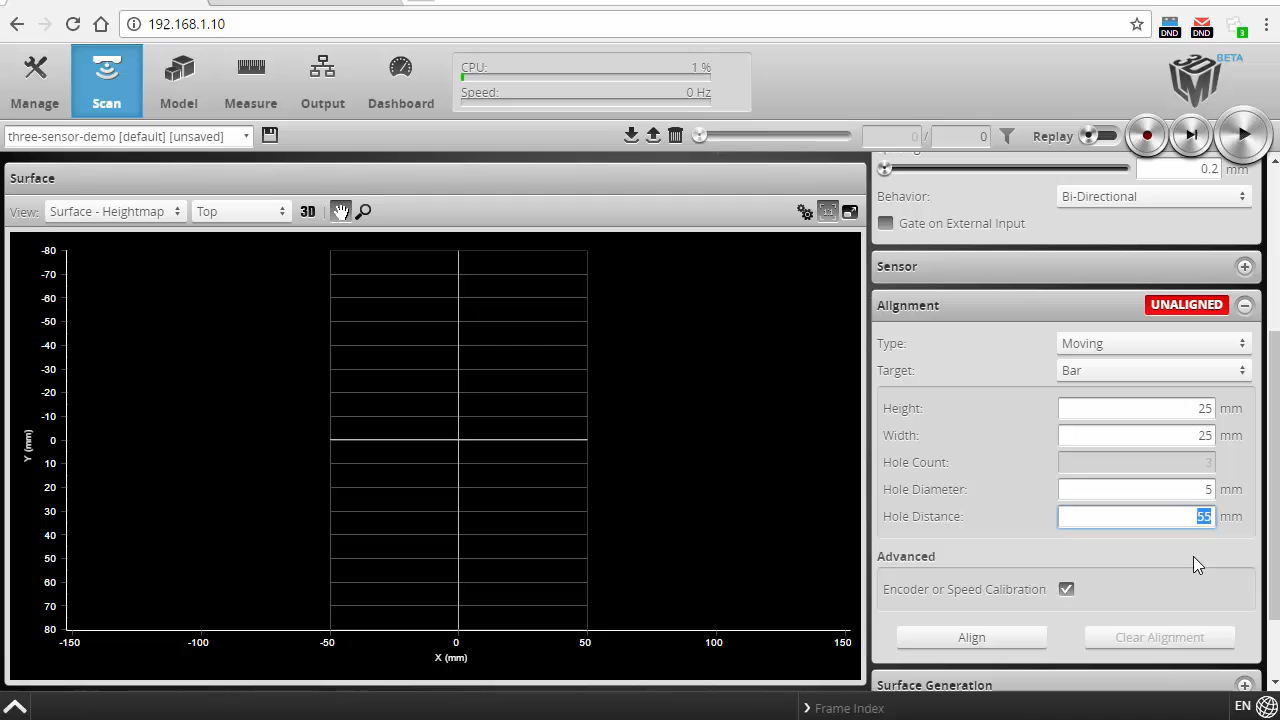 192.168.1.10
DND
DND
3
Manage
Scan
Model
Measure
Output
Dashboard
CPU: 1 %
Speed: 0 Hz
BETA
three-sensor-demo [default] [unsaved]
0 / 0
Replay
Surface
View: Surface - Heightmap Top 3D
1:1
-80
-70
-60
-50
-40
-30
-20
-10
0
10
20
30
40
50
60
70
80
Y (mm)
-150 -100 -50 0 50 100 150
X (mm)
0.2 mm
Behavior: Bi-Directional
Gate on External Input
Sensor
Alignment UNALIGNED
Type: Moving
Target: Bar
Height: 25 mm
Width: 25 mm
Hole Count: 3
Hole Diameter: 5 mm
Hole Distance: 55 mm
Advanced
Encoder or Speed Calibration
Align Clear Alignment
Surface Generation
Frame Index
EN